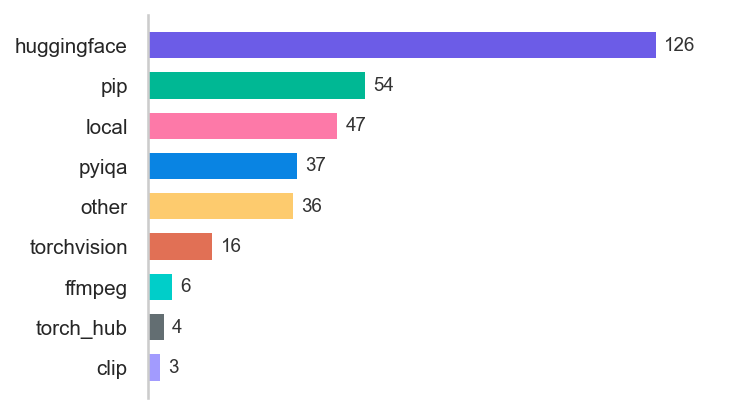 huggingface 126
pip 54
local 47
pyiqa 37
other 36
torchvision 16
ffmpeg 6
torch_hub 4
clip 3